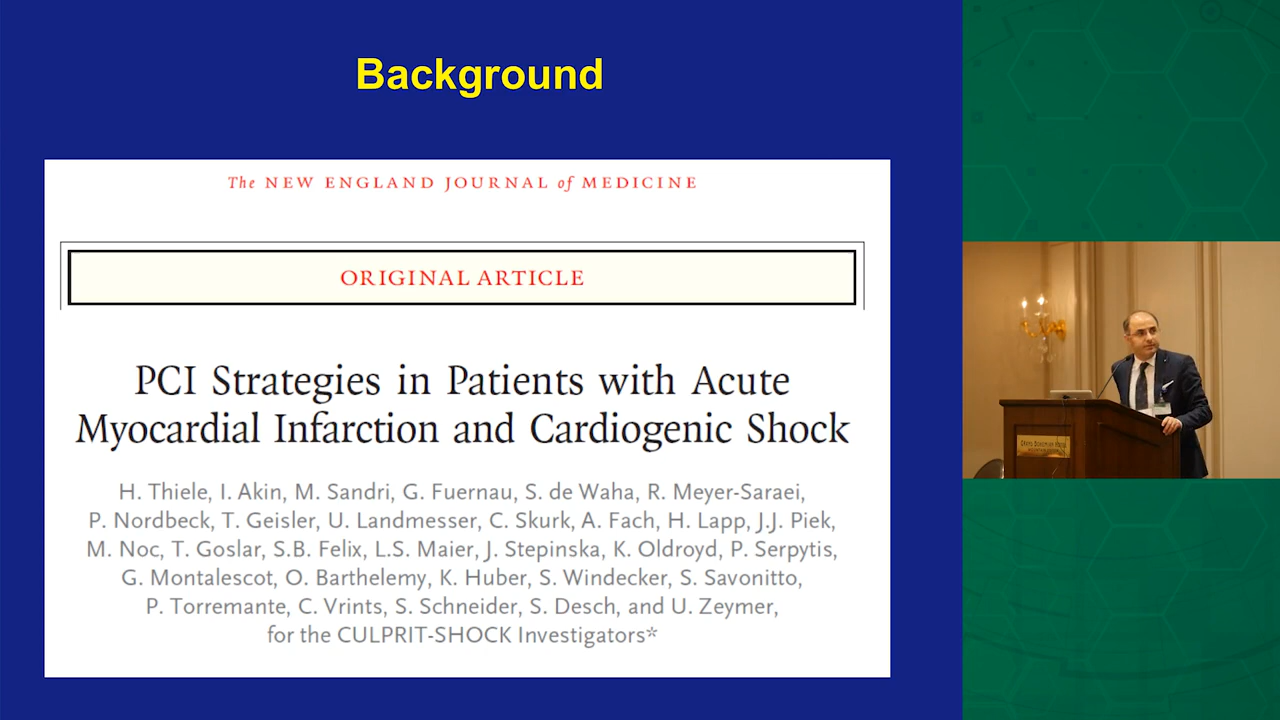 Background
The NEW ENGLAND JOURNAL of MEDICINE
ORIGINAL ARTICLE
PCI Strategies in Patients with Acute
Myocardial Infarction and Cardiogenic Shock
H. Thiele, I. Akin, M. Sandri, G. Fuernau, S. de Waha, R. Meyer-Saraei,
P. Nordbeck, T. Geisler, U. Landmesser, C. Skurk, A. Fach, H. Lapp, J.J. Piek,
M. Noc, T. Goslar, S.B. Felix, L.S. Maier, J. Stepinska, K. Oldroyd, P. Serpytis,
G. Montalescot, O. Barthelemy, K. Huber, S. Windecker, S. Savonitto,
P. Torremante, C. Vrints, S. Schneider, S. Desch, and U. Zeymer,
for the CULPRIT-SHOCK Investigators*